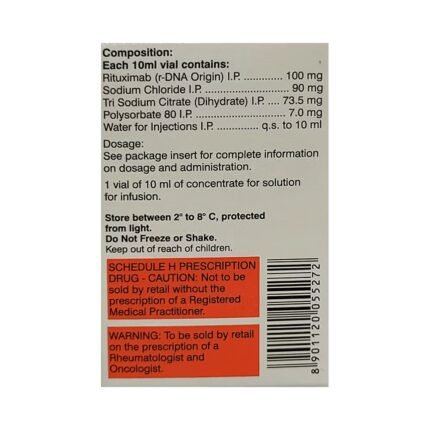 Composition:
Each 10ml vial contains:
Rituximab (r-DNA Origin) I.P. ............. 100 mg
Sodium Chloride I.P. ........................... 90 mg
Tri Sodium Citrate (Dihydrate) I.P. .... 73.5 mg
Polysorbate 80 I.P. ............................. 7.0 mg
Water for Injections I.P. ............. q.s. to 10 ml
Dosage:
See package insert for complete information
on dosage and administration.
1 vial of 10 ml of concentrate for solution
for infusion.
Store between 2° to 8° C, protected
from light.
Do Not Freeze or Shake.
Keep out of reach of children.
SCHEDULE H PRESCRIPTION
DRUG - CAUTION: Not to be
sold by retail without the
prescription of a Registered
Medical Practitioner.
WARNING: To be sold by retail
on the prescription of a
Rheumatologist and
Oncologist.
8 901120 055272